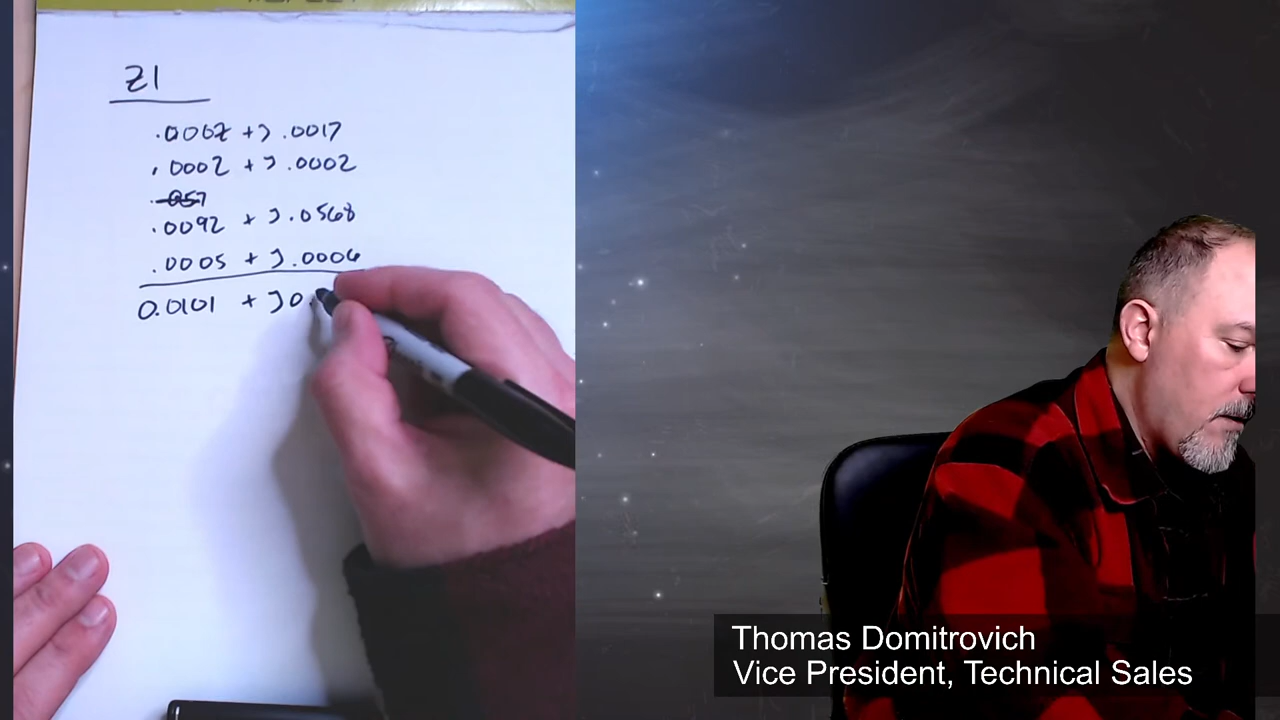 Z1
.0002 + J .0017
.0002 + J .0002
.057
.0092 + J .0568
.0005 + J .0006
0.0101 + J0.
Thomas Domitrovich
Vice President, Technical Sales